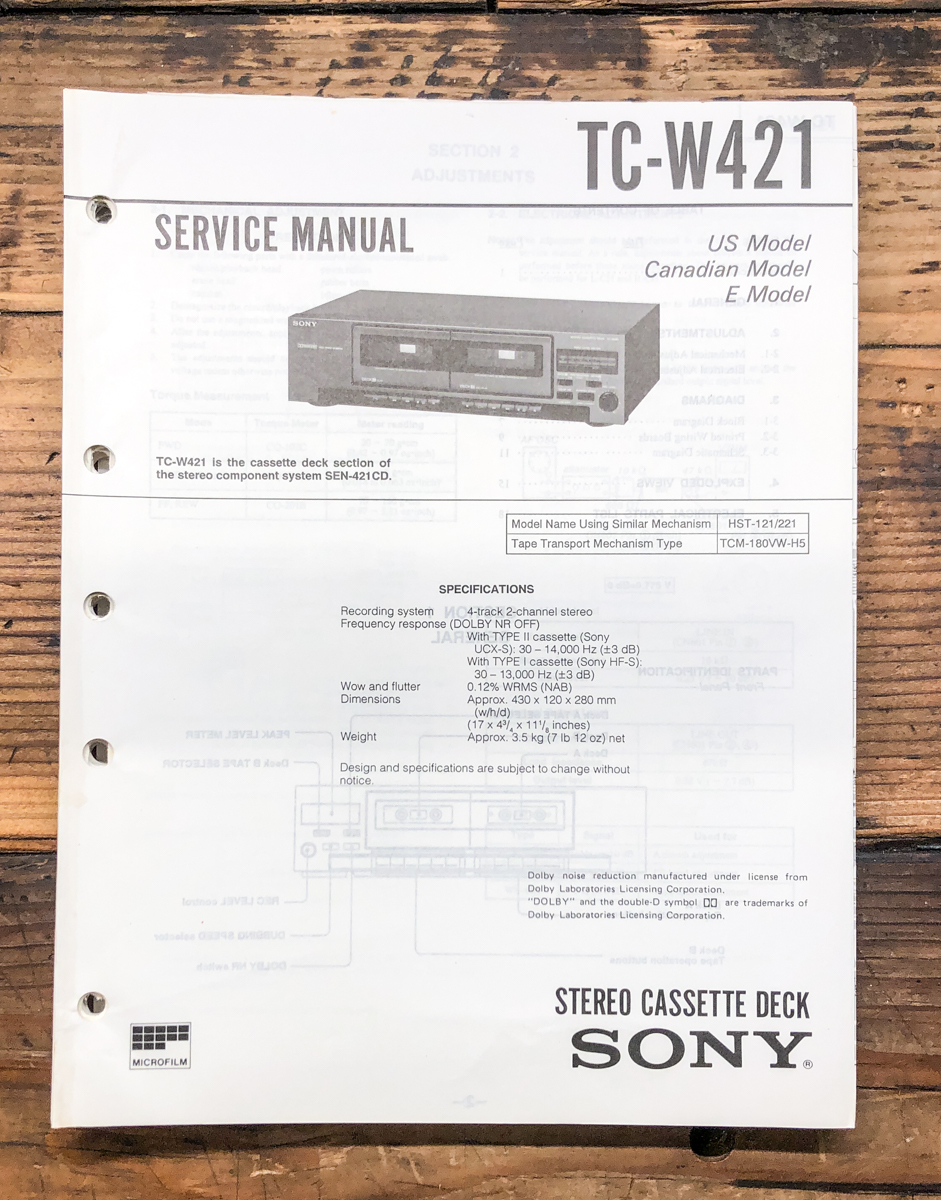 TC-W421
SERVICE MANUAL
US Model
Canadian Model
E Model
SONY
TC-W421 is the cassette deck section of
the stereo component system SEN-421CD.
Model Name Using Similar Mechanism HST-121/221
Tape Transport Mechanism Type TCM-180VW-H5
SPECIFICATIONS
Recording system 4-track 2-channel stereo
Frequency response (DOLBY NR OFF)
With TYPE II cassette (Sony
UCX-S): 30 – 14,000 Hz (±3 dB)
With TYPE I cassette (Sony HF-S):
30 – 13,000 Hz (±3 dB)
Wow and flutter 0.12% WRMS (NAB)
Dimensions Approx. 430 x 120 x 280 mm
(w/h/d)
(17 x 4¾ x 11⅛ inches)
Weight Approx. 3.5 kg (7 lb 12 oz) net
Design and specifications are subject to change without
notice.
Dolby noise reduction manufactured under license from
Dolby Laboratories Licensing Corporation.
"DOLBY" and the double-D symbol are trademarks of
Dolby Laboratories Licensing Corporation.
STEREO CASSETTE DECK
SONY®
MICROFILM